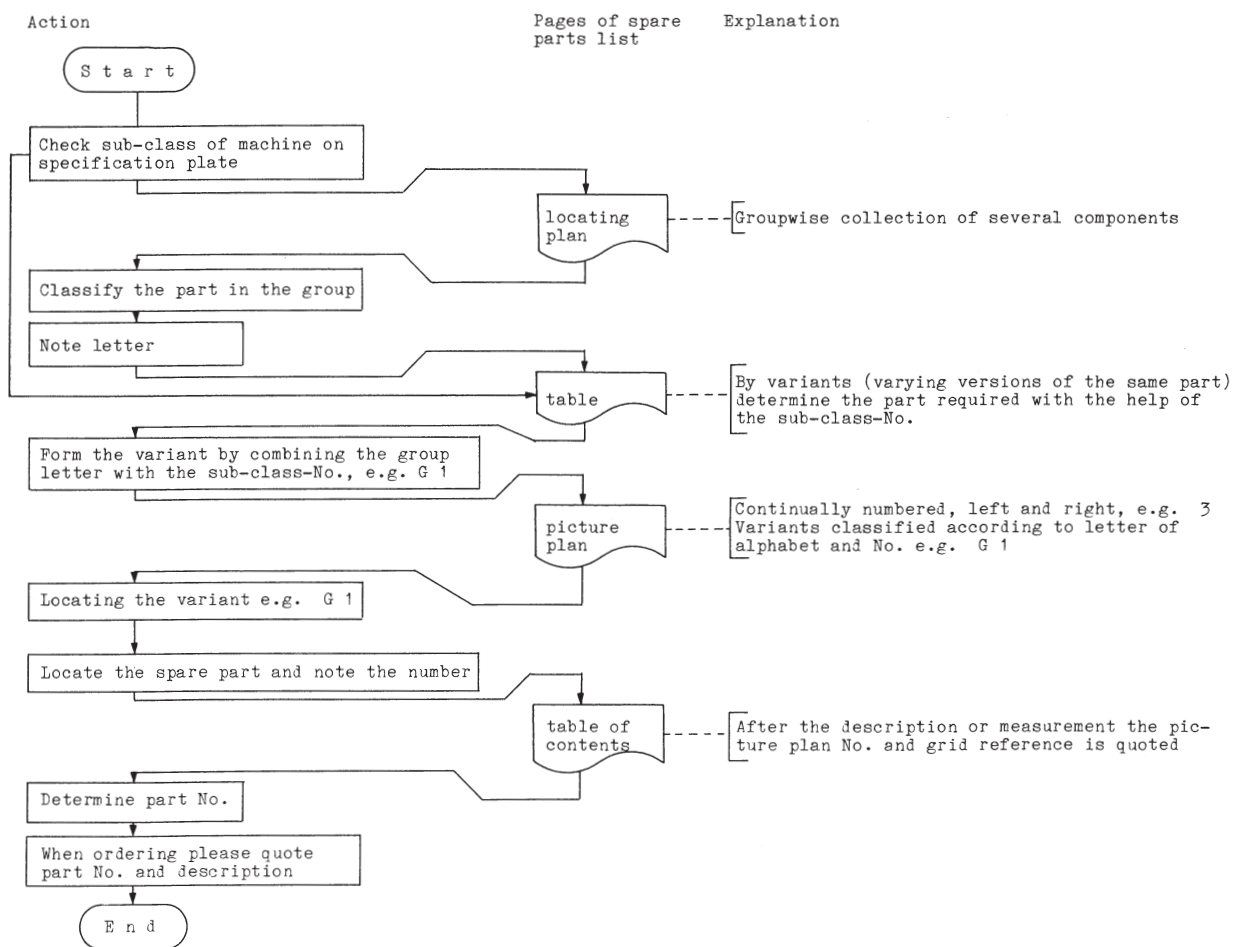 Action
Pages of spare
parts list
Explanation
S t a r t
Check sub-class of machine on
specification plate
locating
plan
Groupwise collection of several components
Classify the part in the group
Note letter
table
By variants (varying versions of the same part)
determine the part required with the help of
the sub-class-No.
Form the variant by combining the group
letter with the sub-class-No., e.g. G 1
picture
plan
Continually numbered, left and right, e.g. 3
Variants classified according to letter of
alphabet and No. e.g. G 1
Locating the variant e.g. G 1
Locate the spare part and note the number
table of
contents
After the description or measurement the pic-
ture plan No. and grid reference is quoted
Determine part No.
When ordering please quote
part No. and description
E n d